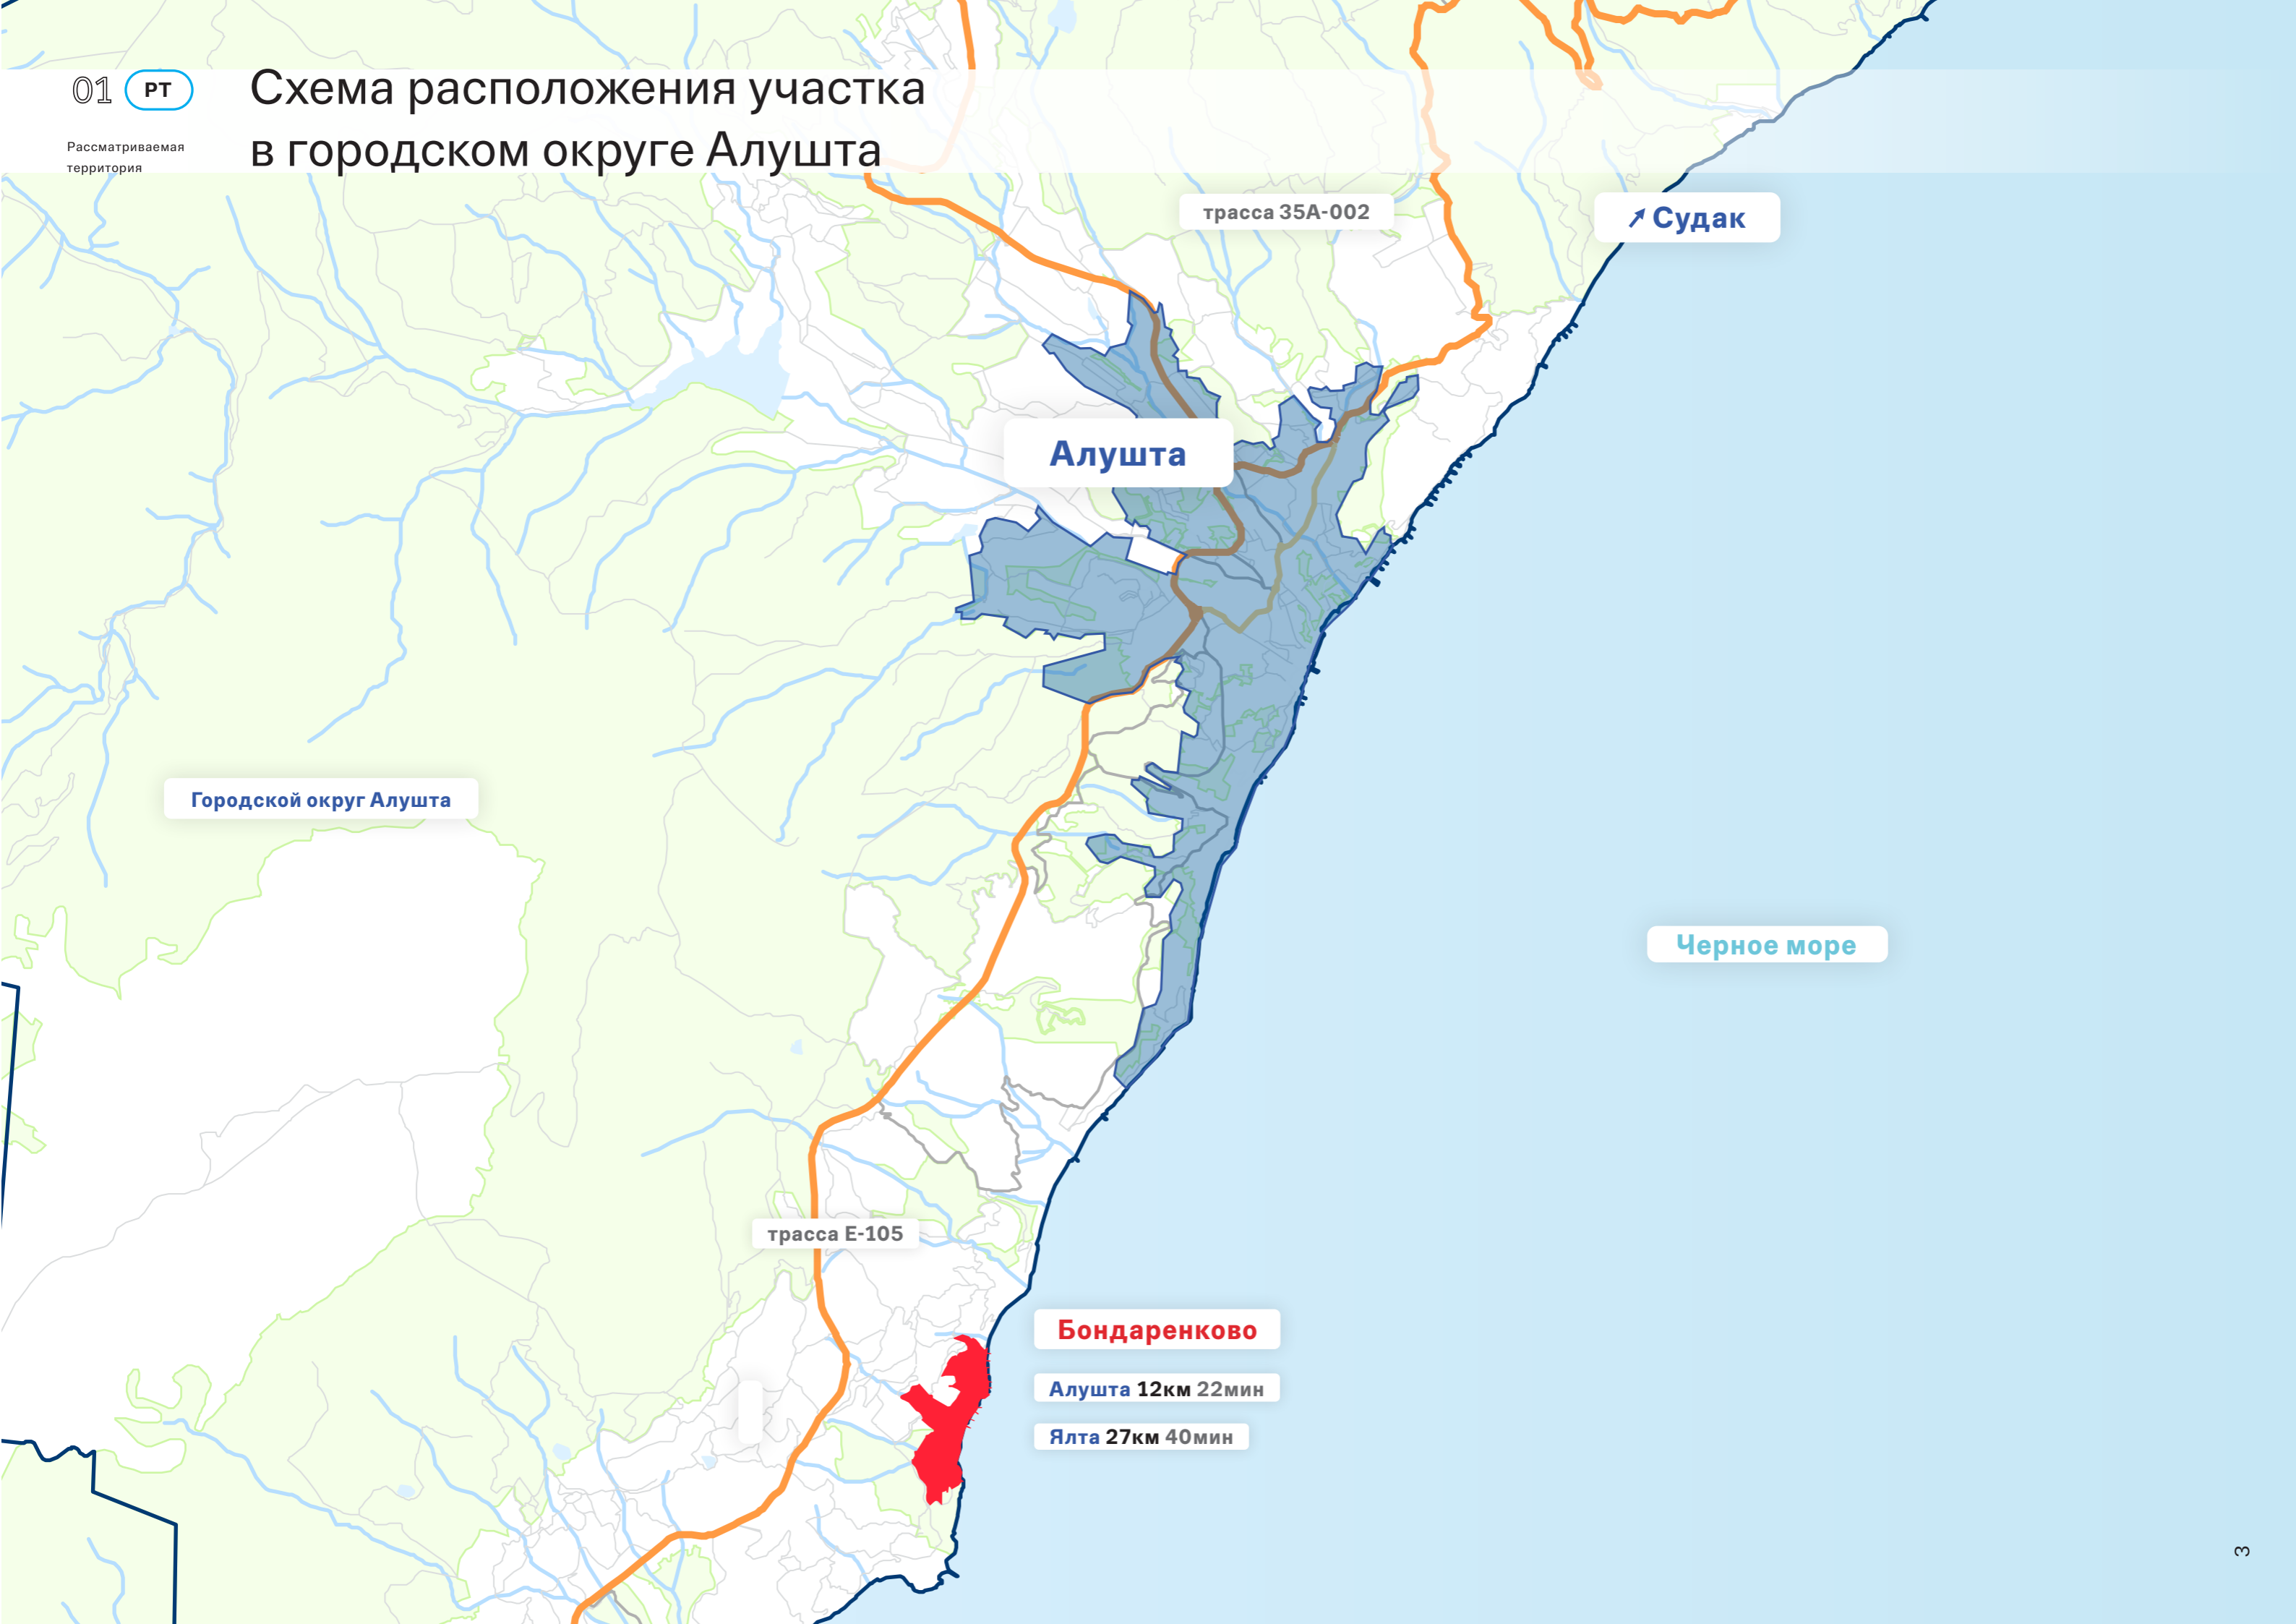 01 РТ
Рассматриваемая
территория
Схема расположения участка
в городском округе Алушта
трасса 35А-002
Судак
Алушта
Городской округ Алушта
Черное море
трасса Е-105
Бондаренково
Алушта 12км 22мин
Ялта 27км 40мин
3